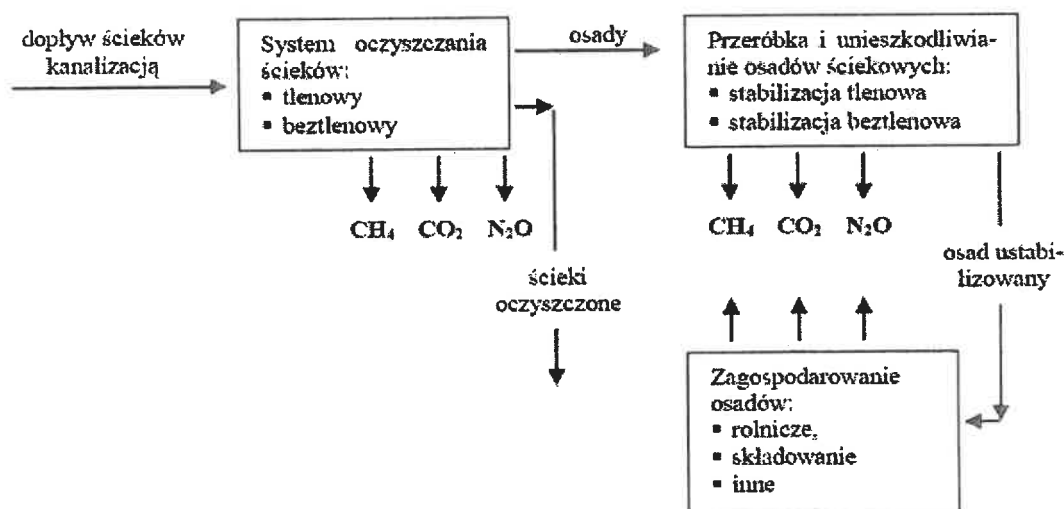 dopływ ścieków
kanalizacją
System oczyszczania
ścieków:
▪ tlenowy
▪ beztlenowy
osady
Przeróbka i unieszkodliwia-
nie osadów ściekowych:
▪ stabilizacja tlenowa
▪ stabilizacja beztlenowa
CH₄ CO₂ N₂O
CH₄ CO₂ N₂O
ścieki
oczyszczone
osad ustabi-
lizowany
Zagospodarowanie
osadów:
▪ rolnicze,
▪ składowanie
▪ inne